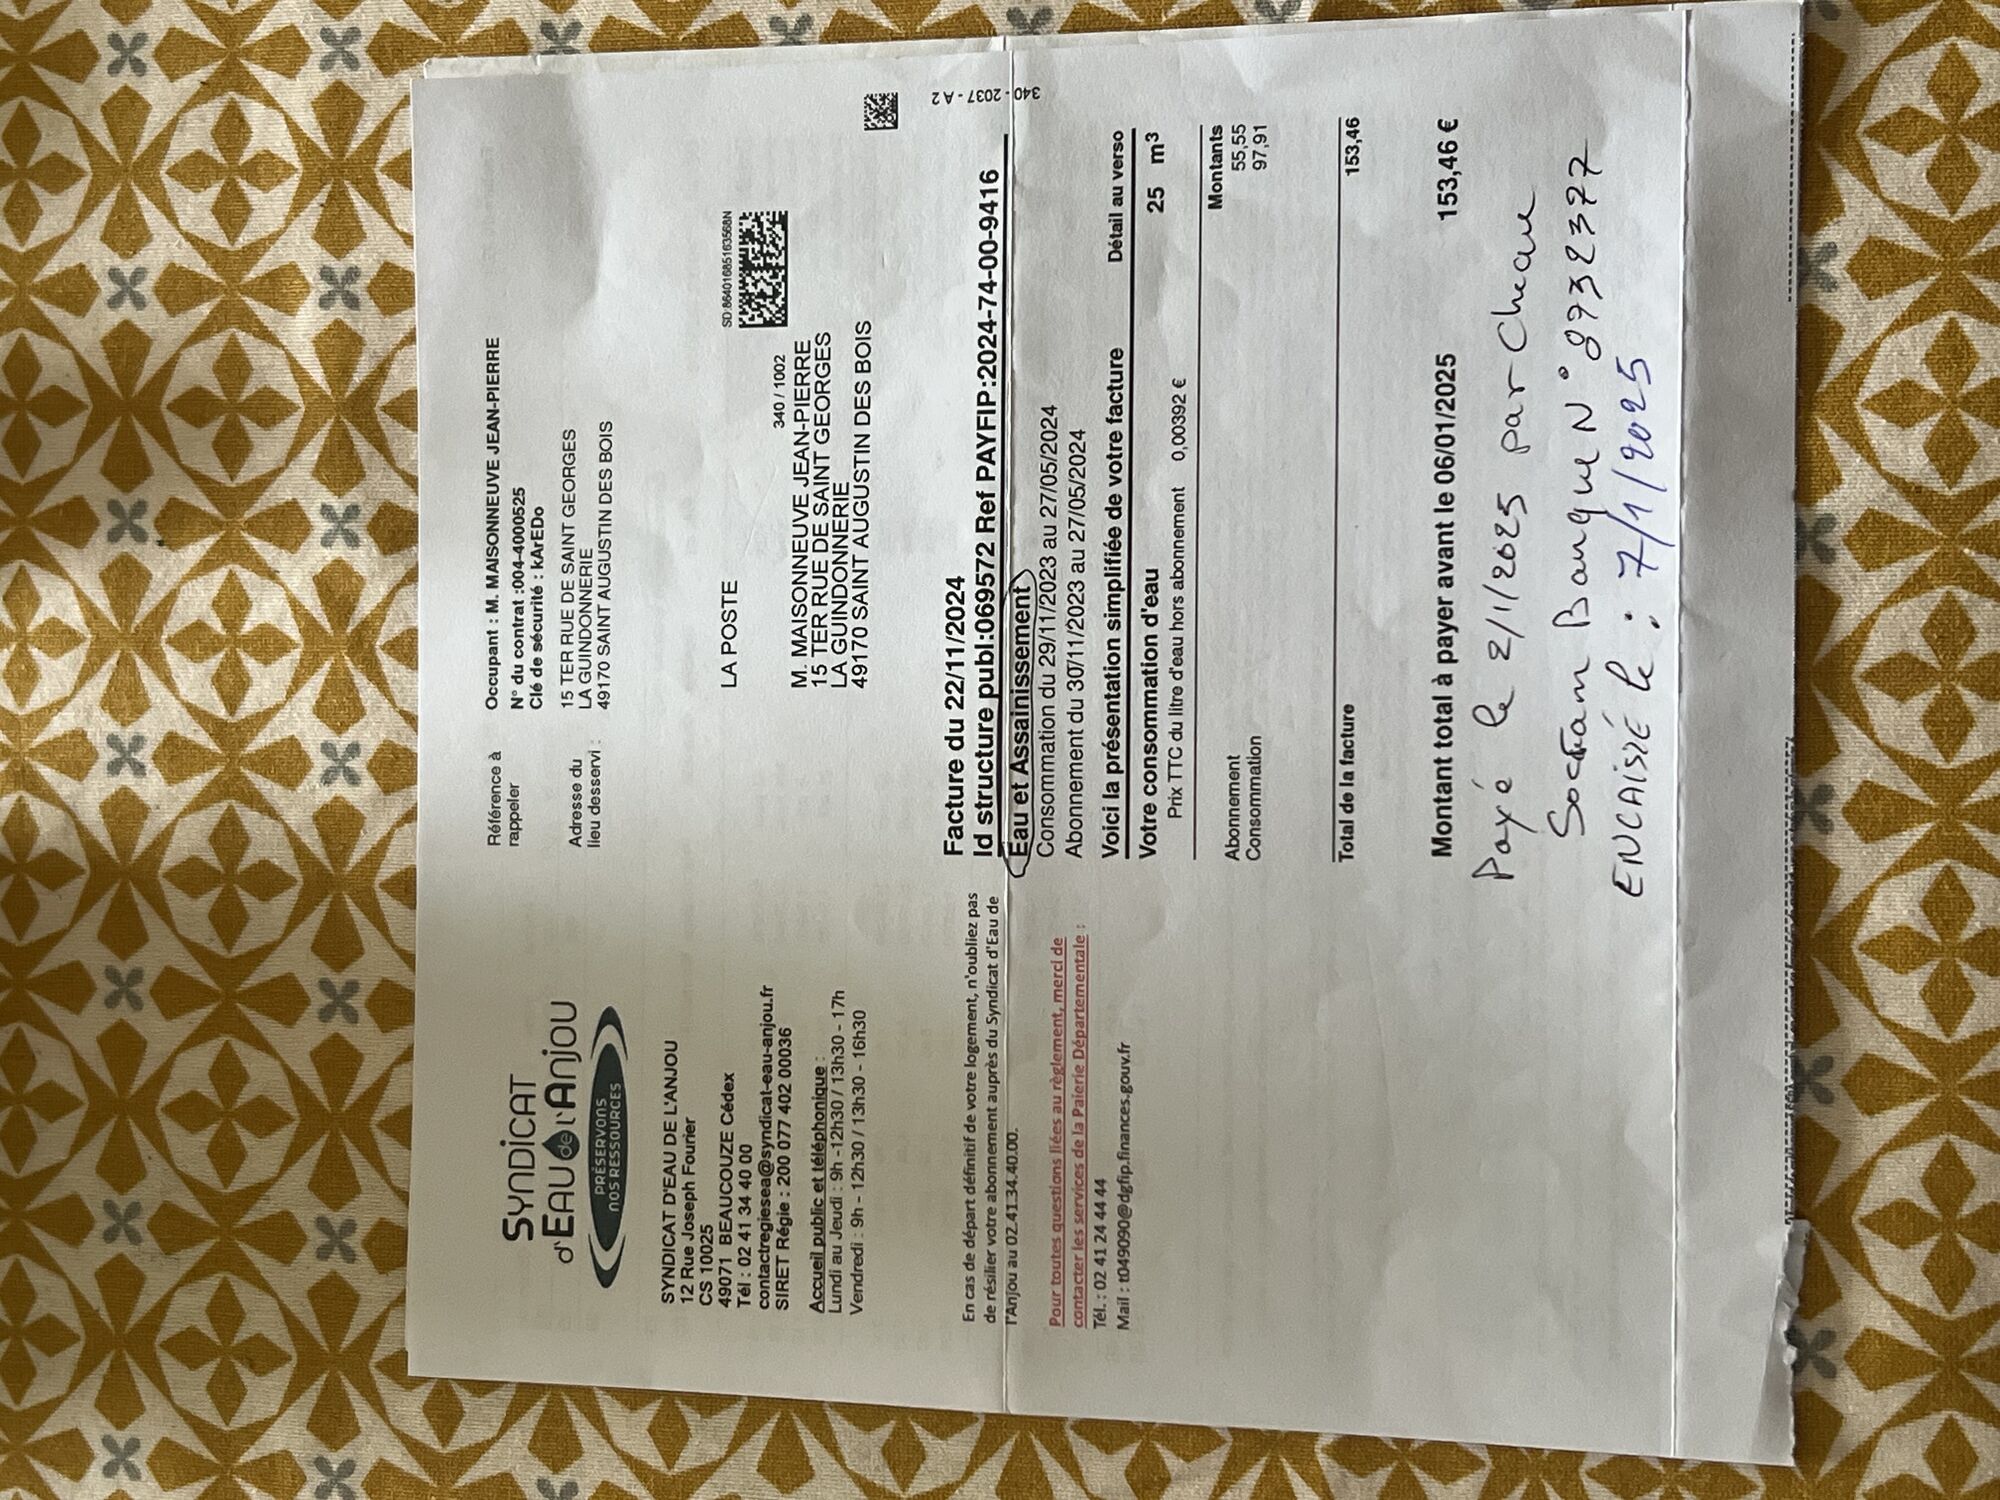 SYNDICAT
d'EAU de l'ANJOU
PRÉSERVONS
NOS RESSOURCES
Référence à
rappeler
Occupant : M. MAISONNEUVE JEAN-PIERRE
N° du contrat :004-4000525
Clé de sécurité : kArEDo
Adresse du
lieu desservi :
15 TER RUE DE SAINT GEORGES
LA GUINDONNERIE
49170 SAINT AUGUSTIN DES BOIS
SYNDICAT D'EAU DE L'ANJOU
12 Rue Joseph Fourier
CS 10025
49071 BEAUCOUZE Cédex
Tél : 02 41 34 40 00
contactregiesea@syndicat-eau-anjou.fr
SIRET Régie : 200 077 402 00036
Accueil public et téléphonique :
Lundi au Jeudi : 9h -12h30 / 13h30 - 17h
Vendredi : 9h - 12h30 / 13h30 - 16h30
LA POSTE
SD:86401685163568N
340 / 1002
M. MAISONNEUVE JEAN-PIERRE
15 TER RUE DE SAINT GEORGES
LA GUINDONNERIE
49170 SAINT AUGUSTIN DES BOIS
340 - 2037 - A 2
En cas de départ définitif de votre logement, n'oubliez pas
de résilier votre abonnement auprès du Syndicat d'Eau de
l'Anjou au 02.41.34.40.00.
Pour toutes questions liées au règlement, merci de
contacter les services de la Paierie Départementale :
Tél. : 02 41 24 44 44
Mail : t049090@dgfip.finances.gouv.fr
Facture du 22/11/2024
Id structure publ:069572 Ref PAYFIP:2024-74-00-9416
Eau et Assainissement
Consommation du 29/11/2023 au 27/05/2024
Abonnement du 30/11/2023 au 27/05/2024
Voici la présentation simplifiée de votre facture Détail au verso
Votre consommation d'eau 25 m³
Prix TTC du litre d'eau hors abonnement 0,00392 €
Montants
Abonnement 55,55
Consommation 97,91
Total de la facture 153,46
Montant total à payer avant le 06/01/2025 153,46 €
Payé le 2/1/2025 par Cheque
Socram Banque N° 8732377
ENCAISSÉ le : 7/1/2025